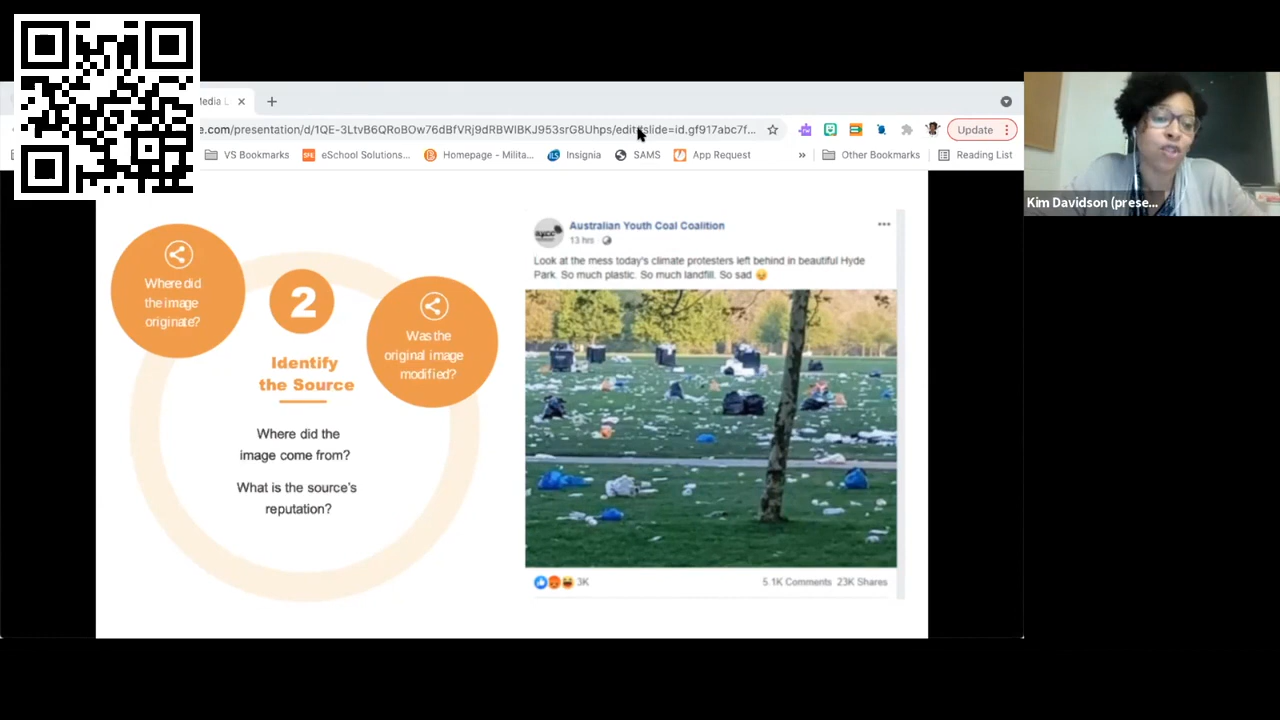 Media L
e.com/presentation/d/1QE-3LtvB6QRoBOw76dBfVRj9dRBWIBKJ953srG8Uhps/edit#slide=id.gf917abc7f...
Update
VS Bookmarks
eSchool Solutions...
Homepage - Milita...
Insignia
SAMS
App Request
»
Other Bookmarks
Reading List
Kim Davidson (prese...
Where did
the image
originate?
2
Identify
the Source
Where did the
image come from?
What is the source's
reputation?
Was the
original image
modified?
Australian Youth Coal Coalition
13 hrs
Look at the mess today's climate protesters left behind in beautiful Hyde
Park. So much plastic. So much landfill. So sad
3K
5.1K Comments 23K Shares